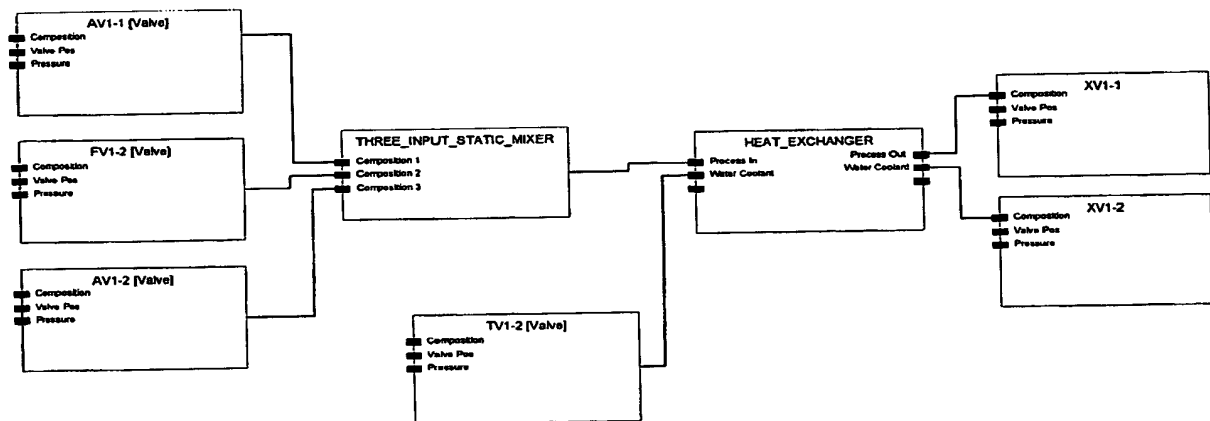 AV1-1 [Valve]
Composition
Valve Pos
Pressure
FV1-2 [Valve]
Composition
Valve Pos
Pressure
AV1-2 [Valve]
Composition
Valve Pos
Pressure
THREE_INPUT_STATIC_MIXER
Composition 1
Composition 2
Composition 3
TV1-2 [Valve]
Composition
Valve Pos
Pressure
HEAT_EXCHANGER
Process In
Water Coolant
Process Out
Water Coolant
XV1-1
Composition
Valve Pos
Pressure
XV1-2
Composition
Valve Pos
Pressure